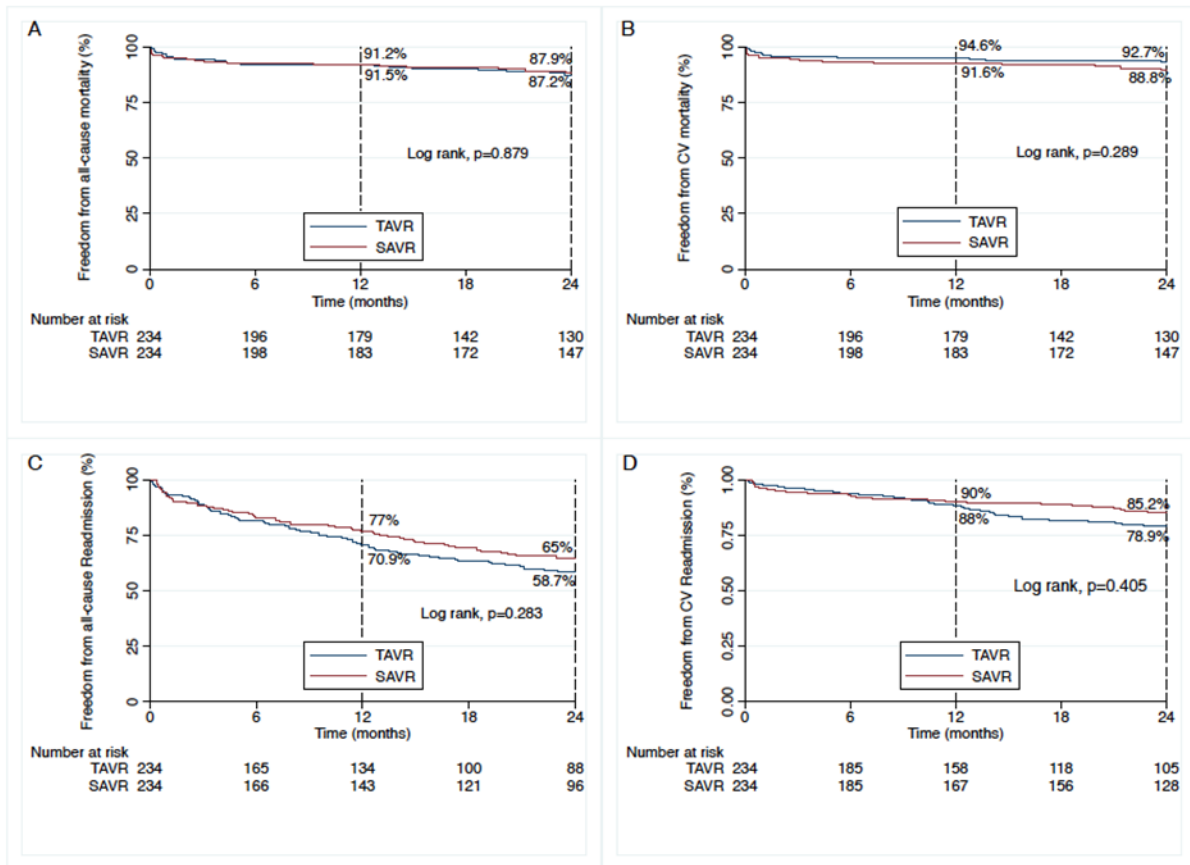 A
Freedom from all-cause mortality (%)
100
75
50
25
0
91.2%
91.5%
87.9%
87.2%
Log rank, p=0.879
TAVR
SAVR
0 6 12 18 24
Time (months)
Number at risk
TAVR 234 196 179 142 130
SAVR 234 198 183 172 147
B
Freedom from CV mortality (%)
100
75
50
25
0
94.6%
91.6%
92.7%
88.8%
Log rank, p=0.289
TAVR
SAVR
0 6 12 18 24
Time (months)
Number at risk
TAVR 234 196 179 142 130
SAVR 234 198 183 172 147
C
Freedom from all-cause Readmission (%)
100
75
50
25
0
77%
70.9%
65%
58.7%
Log rank, p=0.283
TAVR
SAVR
0 6 12 18 24
Time (months)
Number at risk
TAVR 234 165 134 100 88
SAVR 234 166 143 121 96
D
Freedom from CV Readmission (%)
1.00
0.75
0.50
0.25
0.00
90%
88%
85.2%
78.9%
Log rank, p=0.405
TAVR
SAVR
0 6 12 18 24
Time (months)
Number at risk
TAVR 234 185 158 118 105
SAVR 234 185 167 156 128